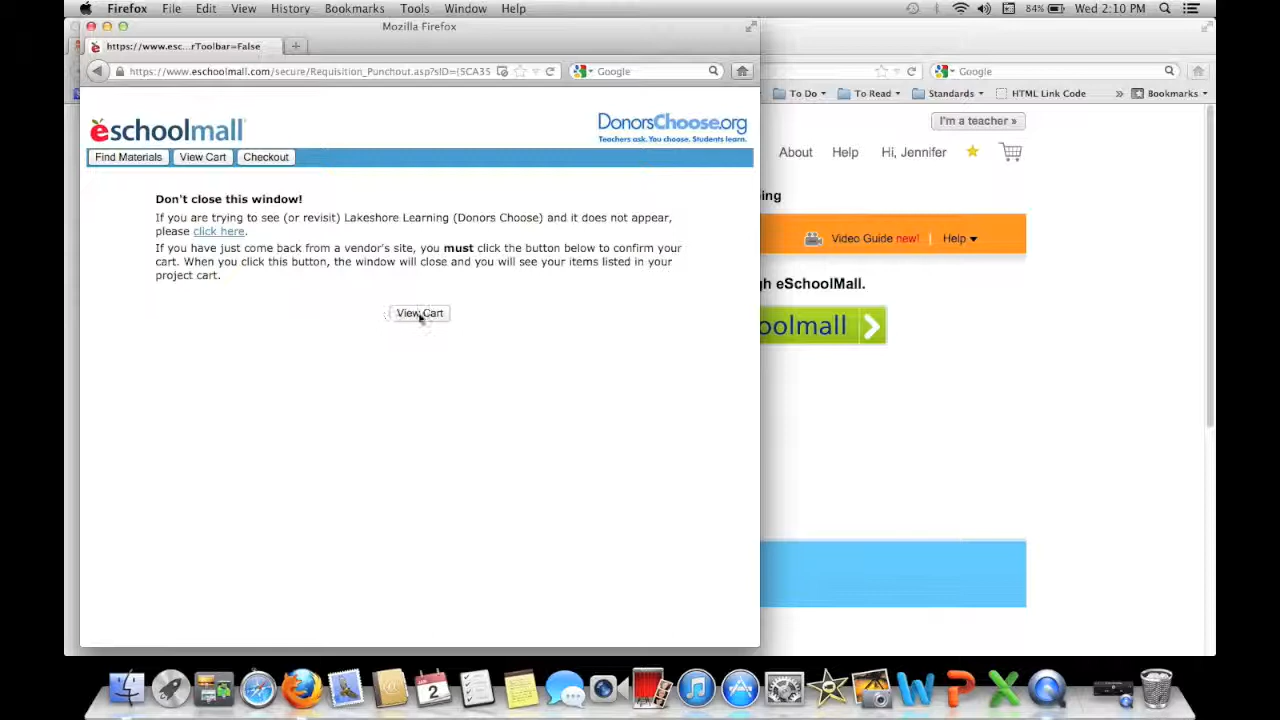 Firefox File Edit View History Bookmarks Tools Window Help
84% Wed 2:10 PM
Mozilla Firefox
https://www.esc...rToolbar=False
https://www.eschoolmall.com/secure/Requisition_Punchout.asp?sID={5CA35
Google
Google
To Do
To Read
Standards
HTML Link Code
»
Bookmarks
eschoolmall
DonorsChoose.org
Teachers ask. You choose. Students learn.
Find Materials
View Cart
Checkout
Don't close this window!
If you are trying to see (or revisit) Lakeshore Learning (Donors Choose) and it does not appear,
please click here.
If you have just come back from a vendor's site, you must click the button below to confirm your
cart. When you click this button, the window will close and you will see your items listed in your
project cart.
View Cart
I'm a teacher »
About Help Hi, Jennifer
ing
Video Guide new! | Help
gh eSchoolMall.
oolmall
2